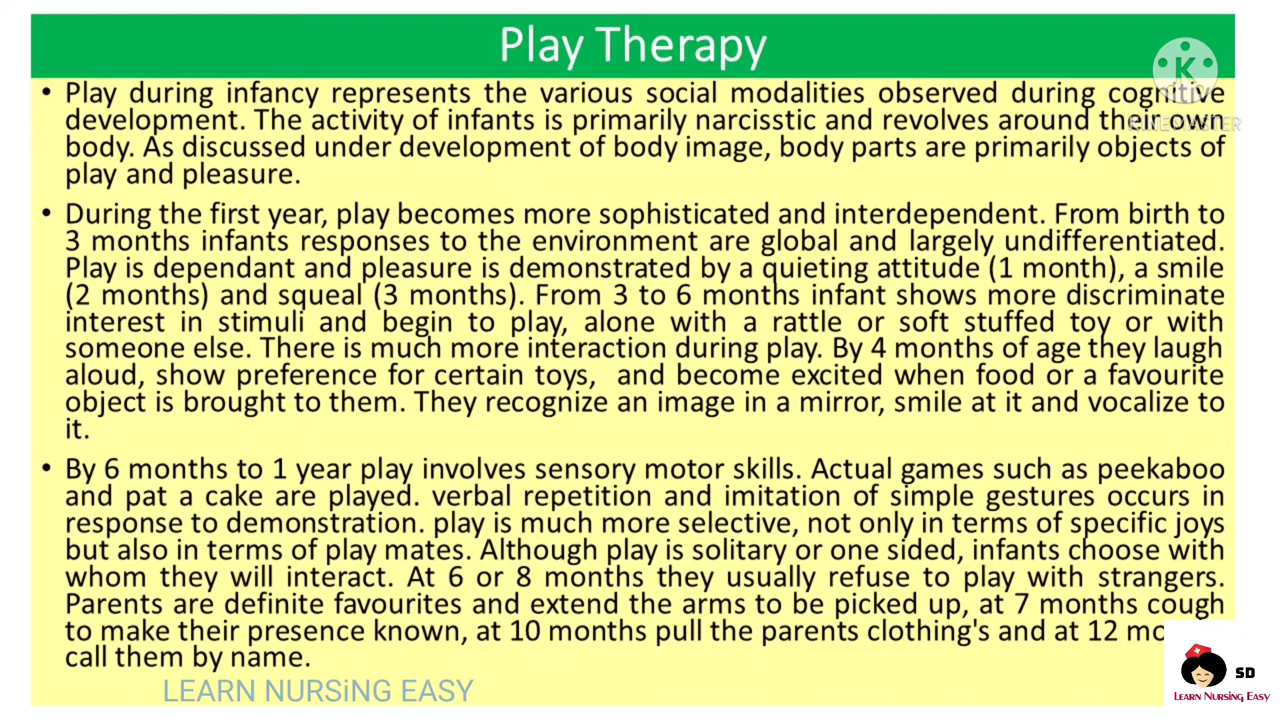 Play Therapy
K
KINEMASTER
• Play during infancy represents the various social modalities observed during cognitive
development. The activity of infants is primarily narcisstic and revolves around their own
body. As discussed under development of body image, body parts are primarily objects of
play and pleasure.
• During the first year, play becomes more sophisticated and interdependent. From birth to
3 months infants responses to the environment are global and largely undifferentiated.
Play is dependant and pleasure is demonstrated by a quieting attitude (1 month), a smile
(2 months) and squeal (3 months). From 3 to 6 months infant shows more discriminate
interest in stimuli and begin to play, alone with a rattle or soft stuffed toy or with
someone else. There is much more interaction during play. By 4 months of age they laugh
aloud, show preference for certain toys, and become excited when food or a favourite
object is brought to them. They recognize an image in a mirror, smile at it and vocalize to
it.
• By 6 months to 1 year play involves sensory motor skills. Actual games such as peekaboo
and pat a cake are played. verbal repetition and imitation of simple gestures occurs in
response to demonstration. play is much more selective, not only in terms of specific joys
but also in terms of play mates. Although play is solitary or one sided, infants choose with
whom they will interact. At 6 or 8 months they usually refuse to play with strangers.
Parents are definite favourites and extend the arms to be picked up, at 7 months cough
to make their presence known, at 10 months pull the parents clothing's and at 12 mo
call them by name.
LEARN NURSiNG EASY
SD
LEARN NURSING EASY